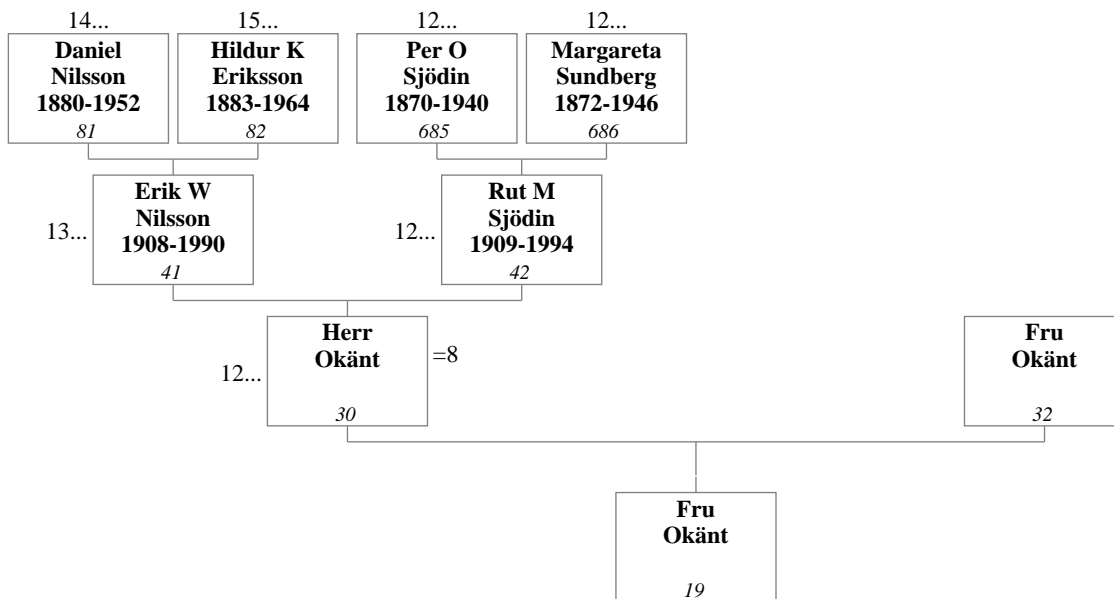 14...
15...
12...
12...
Daniel
Nilsson
1880-1952
81
Hildur K
Eriksson
1883-1964
82
Per O
Sjödin
1870-1940
685
Margareta
Sundberg
1872-1946
686
13...
Erik W
Nilsson
1908-1990
41
12...
Rut M
Sjödin
1909-1994
42
12...
Herr
Okänt
30
=8
Fru
Okänt
32
Fru
Okänt
19